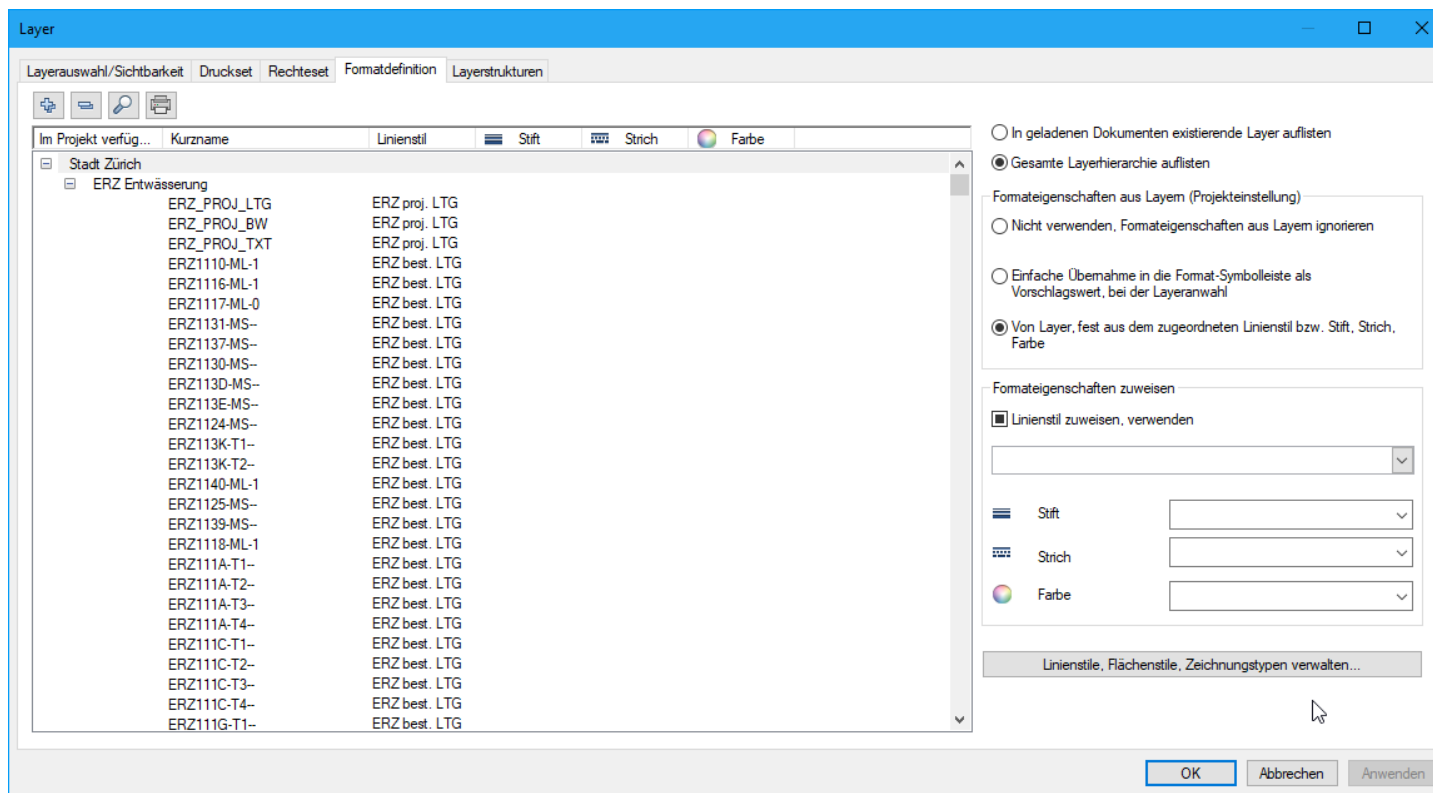 Layer
Layerauswahl/Sichtbarkeit Druckset Rechteset Formatdefinition Layerstrukturen
Im Projekt verfüg... Kurzname Linienstil Stift Strich Farbe
Stadt Zürich
ERZ Entwässerung
ERZ_PROJ_LTG ERZ proj. LTG
ERZ_PROJ_BW ERZ proj. LTG
ERZ_PROJ_TXT ERZ proj. LTG
ERZ1110-ML-1 ERZ best. LTG
ERZ1116-ML-1 ERZ best. LTG
ERZ1117-ML-0 ERZ best. LTG
ERZ1131-MS-- ERZ best. LTG
ERZ1137-MS-- ERZ best. LTG
ERZ1130-MS-- ERZ best. LTG
ERZ113D-MS-- ERZ best. LTG
ERZ113E-MS-- ERZ best. LTG
ERZ1124-MS-- ERZ best. LTG
ERZ113K-T1-- ERZ best. LTG
ERZ113K-T2-- ERZ best. LTG
ERZ1140-ML-1 ERZ best. LTG
ERZ1125-MS-- ERZ best. LTG
ERZ1139-MS-- ERZ best. LTG
ERZ1118-ML-1 ERZ best. LTG
ERZ111A-T1-- ERZ best. LTG
ERZ111A-T2-- ERZ best. LTG
ERZ111A-T3-- ERZ best. LTG
ERZ111A-T4-- ERZ best. LTG
ERZ111C-T1-- ERZ best. LTG
ERZ111C-T2-- ERZ best. LTG
ERZ111C-T3-- ERZ best. LTG
ERZ111C-T4-- ERZ best. LTG
ERZ111G-T1-- ERZ best. LTG
In geladenen Dokumenten existierende Layer auflisten
Gesamte Layerhierarchie auflisten
Formateigenschaften aus Layern (Projekteinstellung)
Nicht verwenden, Formateigenschaften aus Layern ignorieren
Einfache Übernahme in die Format-Symbolleiste als
Vorschlagswert, bei der Layeranwahl
Von Layer, fest aus dem zugeordneten Linienstil bzw. Stift, Strich,
Farbe
Formateigenschaften zuweisen
Linienstil zuweisen, verwenden
Stift
Strich
Farbe
Linienstile, Flächenstile, Zeichnungstypen verwalten...
OK Abbrechen Anwenden